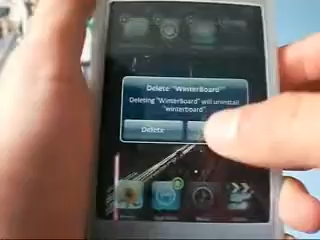 Delete "WinterBoard"
Deleting "WinterBoard" will uninstall
"winterboard".
Delete